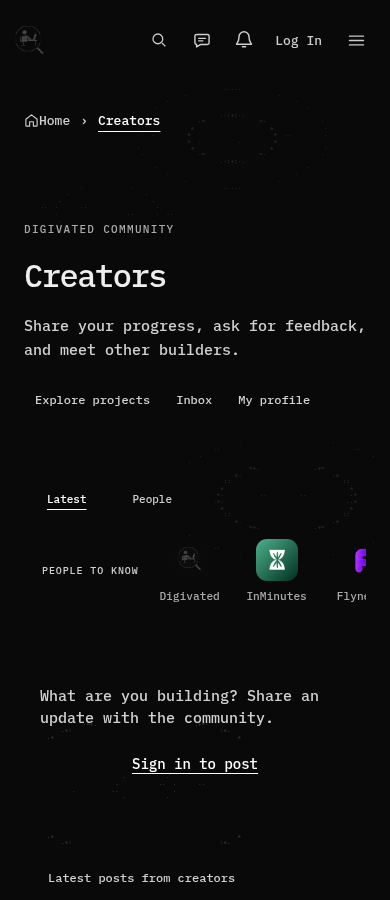 Log In
Home › Creators
DIGIVATED COMMUNITY
Creators
Share your progress, ask for feedback,
and meet other builders.
Explore projects Inbox My profile
Latest People
PEOPLE TO KNOW
Digivated InMinutes Flyne
What are you building? Share an
update with the community.
Sign in to post
Latest posts from creators